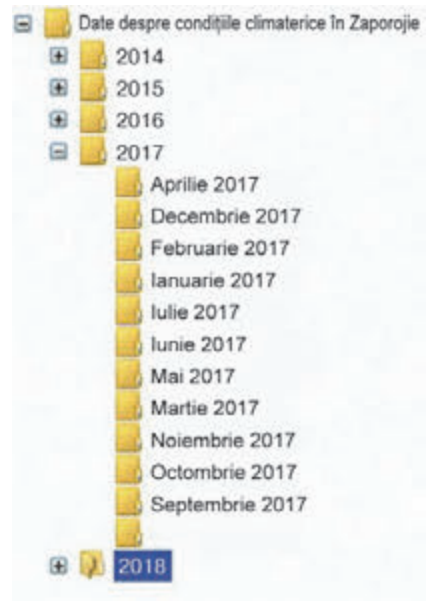 Date despre condițiile climaterice în Zaporojie
2014
2015
2016
2017
Aprilie 2017
Decembrie 2017
Februarie 2017
Ianuarie 2017
Iulie 2017
Iunie 2017
Mai 2017
Martie 2017
Noiembrie 2017
Octombrie 2017
Septembrie 2017
2018